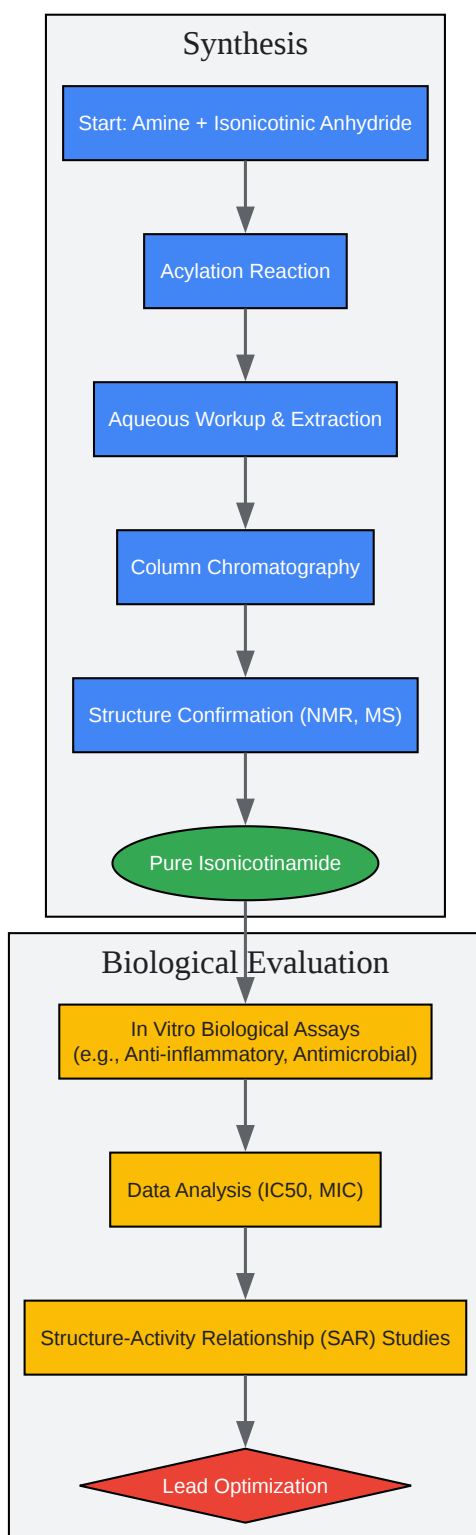 Synthesis
Start: Amine + Isonicotinic Anhydride
Acylation Reaction
Aqueous Workup & Extraction
Column Chromatography
Structure Confirmation (NMR, MS)
Pure Isonicotinamide
Biological Evaluation
In Vitro Biological Assays
(e.g., Anti-inflammatory, Antimicrobial)
Data Analysis (IC50, MIC)
Structure-Activity Relationship (SAR) Studies
Lead Optimization